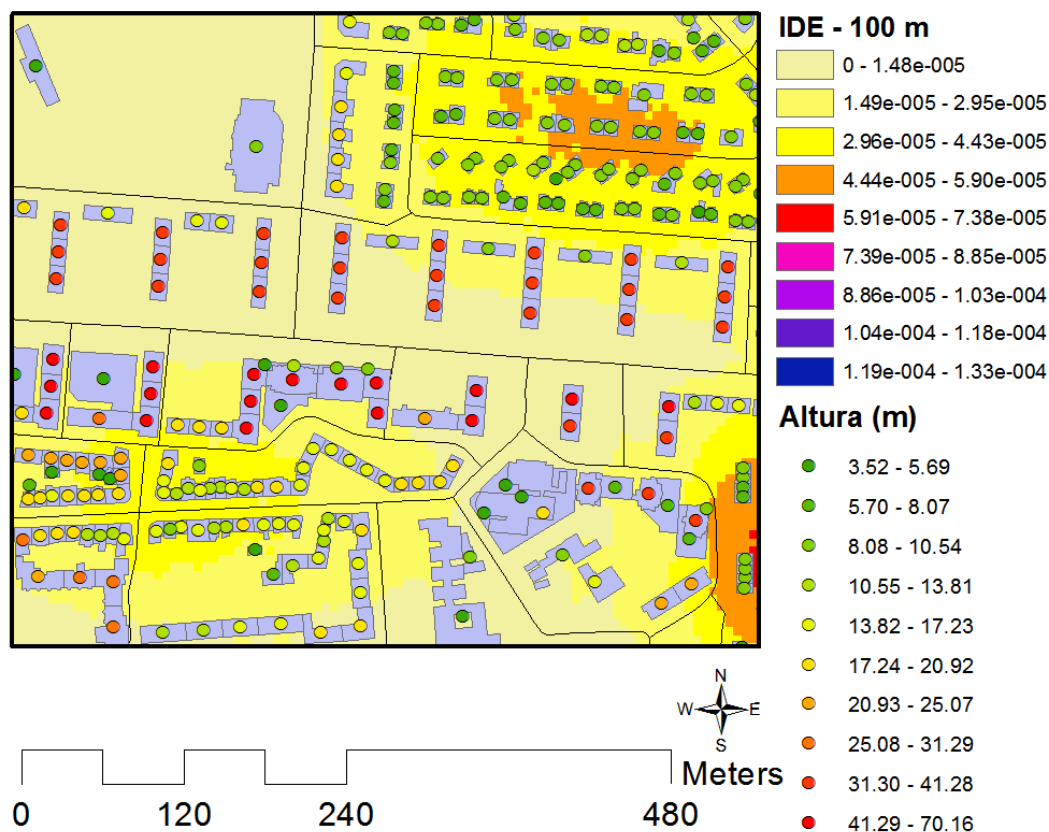 IDE - 100 m
0 - 1.48e-005
1.49e-005 - 2.95e-005
2.96e-005 - 4.43e-005
4.44e-005 - 5.90e-005
5.91e-005 - 7.38e-005
7.39e-005 - 8.85e-005
8.86e-005 - 1.03e-004
1.04e-004 - 1.18e-004
1.19e-004 - 1.33e-004
Altura (m)
3.52 - 5.69
5.70 - 8.07
8.08 - 10.54
10.55 - 13.81
13.82 - 17.23
17.24 - 20.92
20.93 - 25.07
25.08 - 31.29
31.30 - 41.28
41.29 - 70.16
N
W E
S
Meters
0 120 240 480